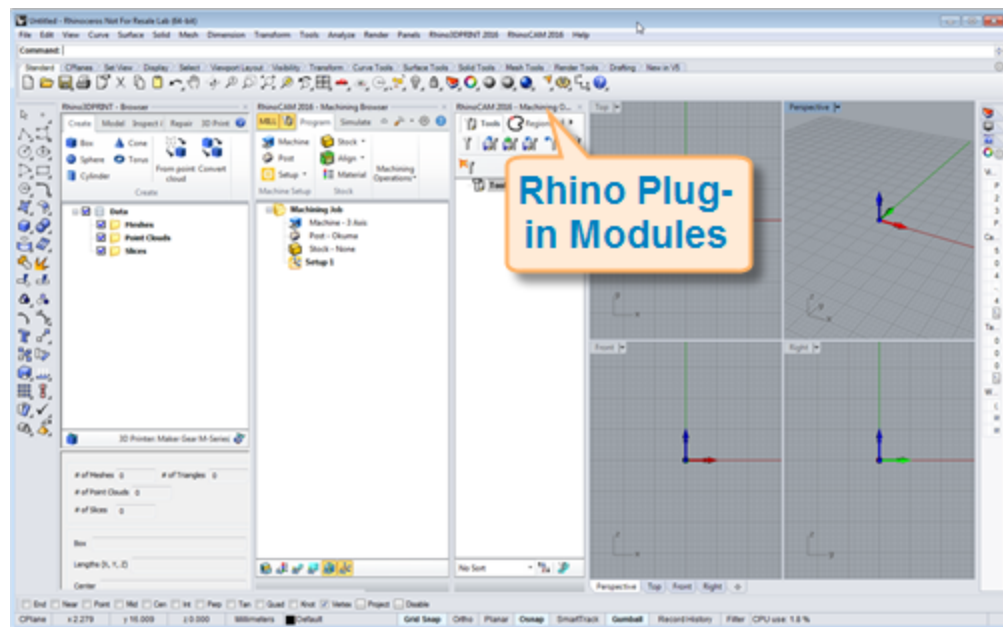 Untitled - Rhinoceros Not For Resale Lab (64-bit)
File Edit View Curve Surface Solid Mesh Dimension Transform Tools Analyze Render Panels Rhino3DPRINT 2016 RhinoCAM 2016 Help
Command:
Standard CPlanes Set View Display Select Viewport Layout Visibility Transform Curve Tools Surface Tools Solid Tools Mesh Tools Render Tools Drafting New in V5
Rhino3DPRINT - Browser
Create Model Repair 3D Print
Box Cone
Sphere Torus
Cylinder
From point cloud Convert
Create
Data
Meshes
Point Clouds
Slices
3D Printer: Maker Gear M-Series
# of Meshes 0 # of Triangles 0
# of Point Clouds 0
# of Slices 0
Box
Lengths (X, Y, Z)
Center
RhinoCAM 2016 - Machining Browser
MILL Program Simulate
Machine Stock
Post Align
Setup Material
Machining Operations
Machine Setup Stock
Machining Job
Machine - 3 Axis
Post - Okuma
Stock - None
Setup 1
RhinoCAM 2016 - Machining O...
Tools Region
No Sort
Rhino Plug-
in Modules
Top
Perspective
Front
Right
Perspective Top Front Right
End Near Point Mid Cen Int Perp Tan Quad Knot Vertex Project Disable
CPlane x 2.279 y 16.009 z 0.000 Millimeters Default Grid Snap Ortho Planar Osnap SmartTrack Gumball Record History Filter CPU use: 1.8 %